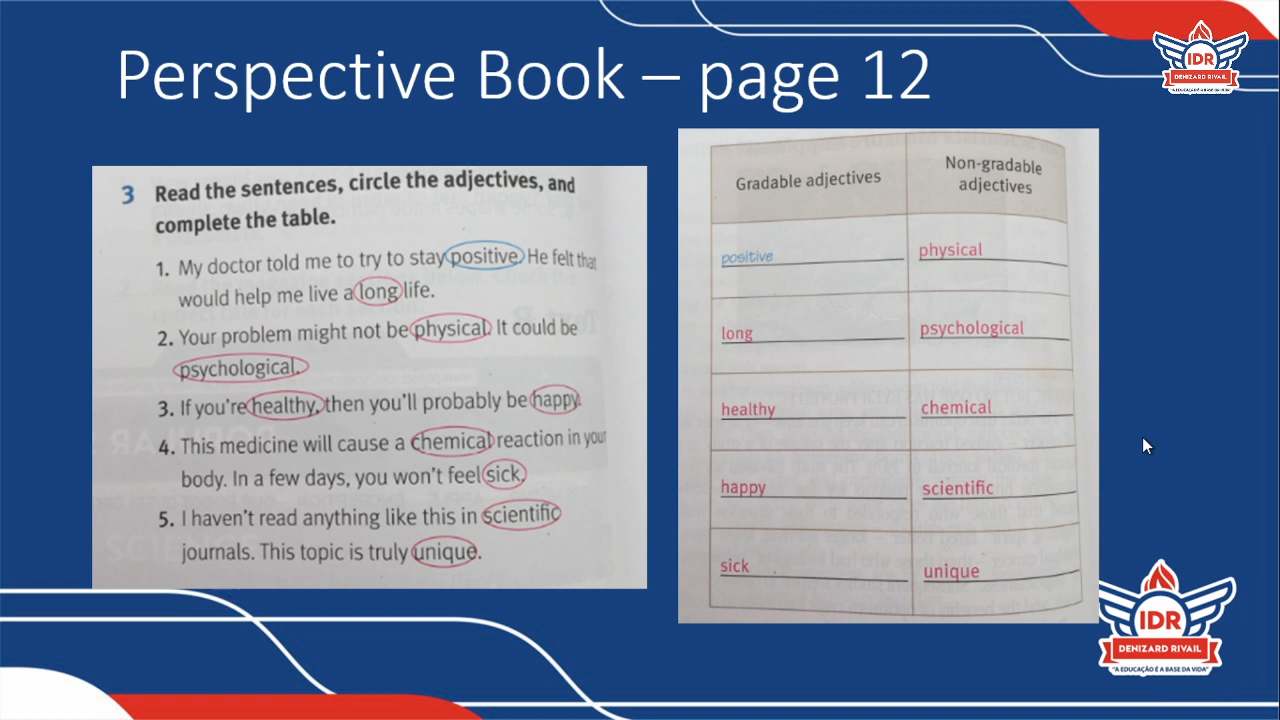 Perspective Book – page 12
IDR
DENIZARD RIVAIL
"A EDUCAÇÃO É A BASE DA VIDA"
3 Read the sentences, circle the adjectives, and
complete the table.
1. My doctor told me to try to stay positive. He felt that
would help me live a long life.
2. Your problem might not be physical. It could be
psychological.
3. If you're healthy, then you'll probably be happy.
4. This medicine will cause a chemical reaction in your
body. In a few days, you won't feel sick.
5. I haven't read anything like this in scientific
journals. This topic is truly unique.
Gradable adjectives Non-gradable
adjectives
positive physical
long psychological
healthy chemical
happy scientific
sick unique
IDR
DENIZARD RIVAIL
"A EDUCAÇÃO É A BASE DA VIDA"